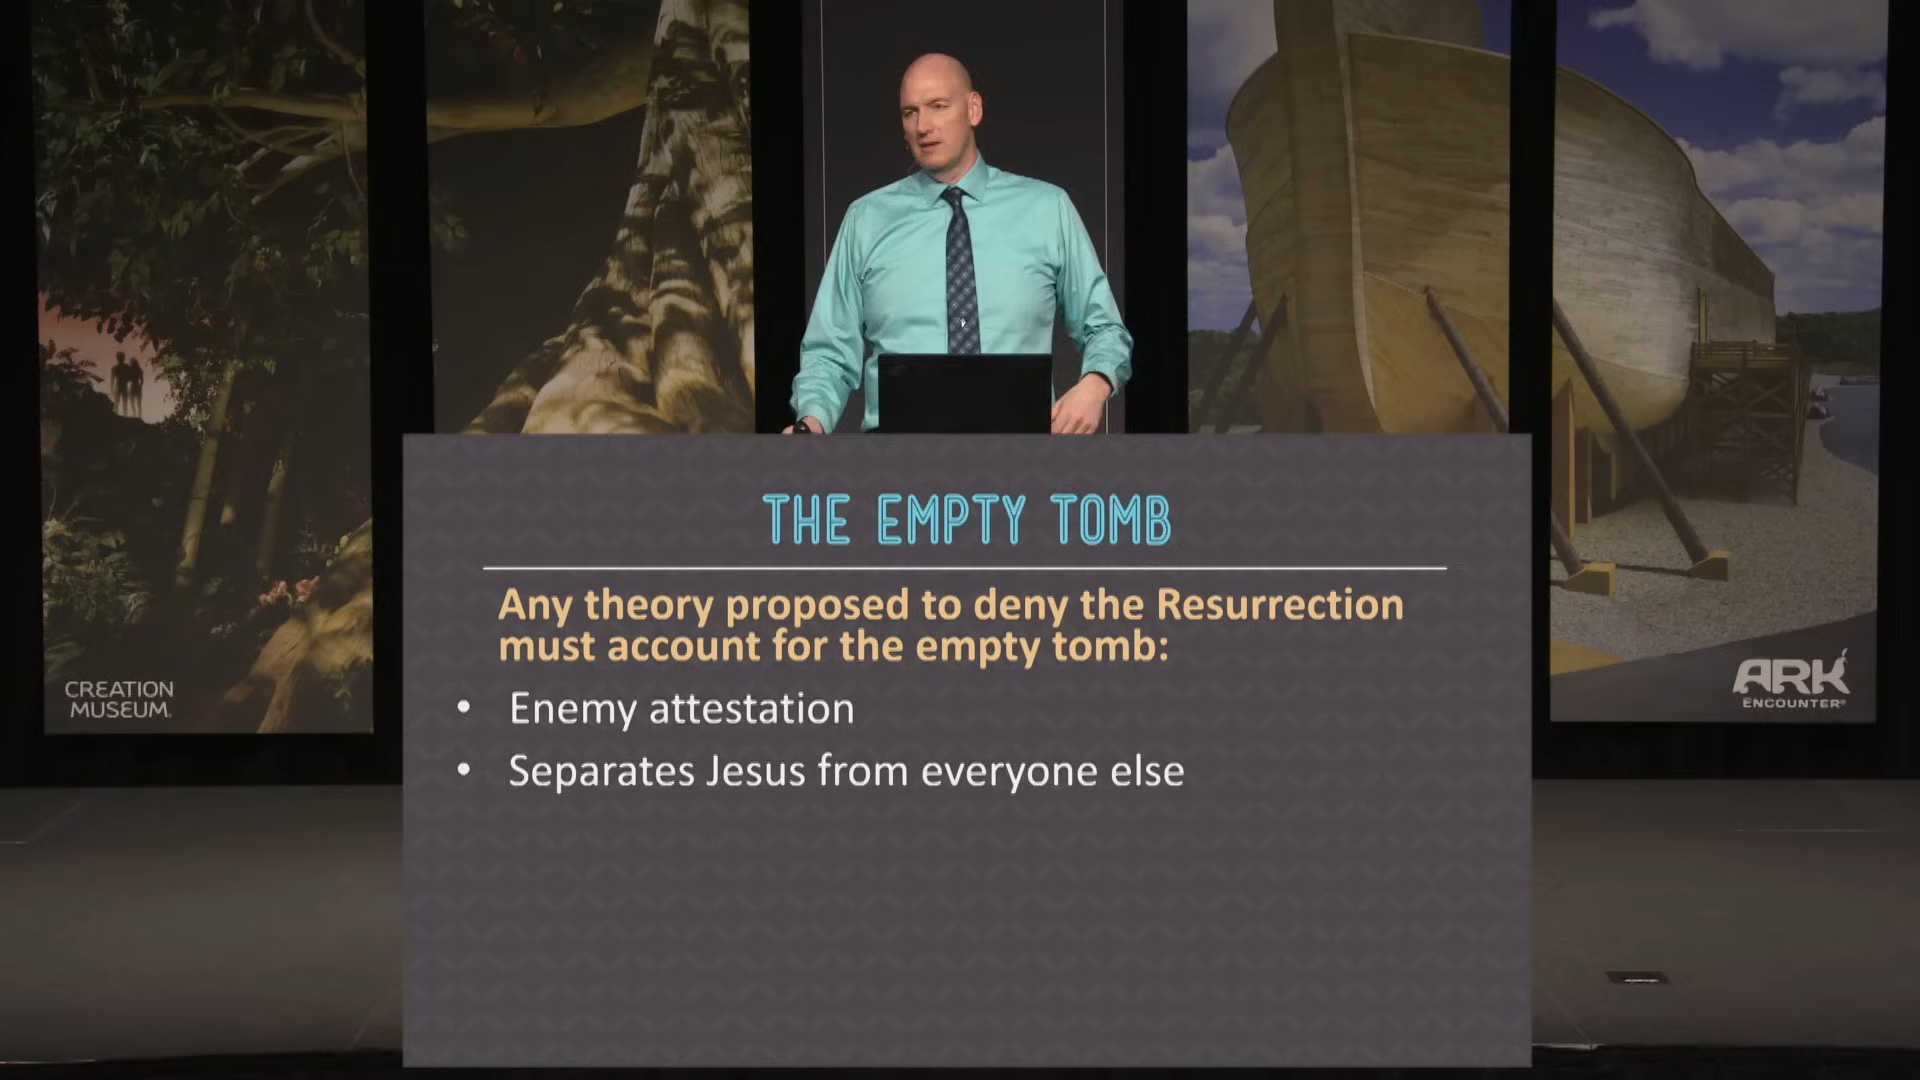 THE EMPTY TOMB
Any theory proposed to deny the Resurrection
must account for the empty tomb:
• Enemy attestation
• Separates Jesus from everyone else
CREATION
MUSEUM.
ARK
ENCOUNTER®